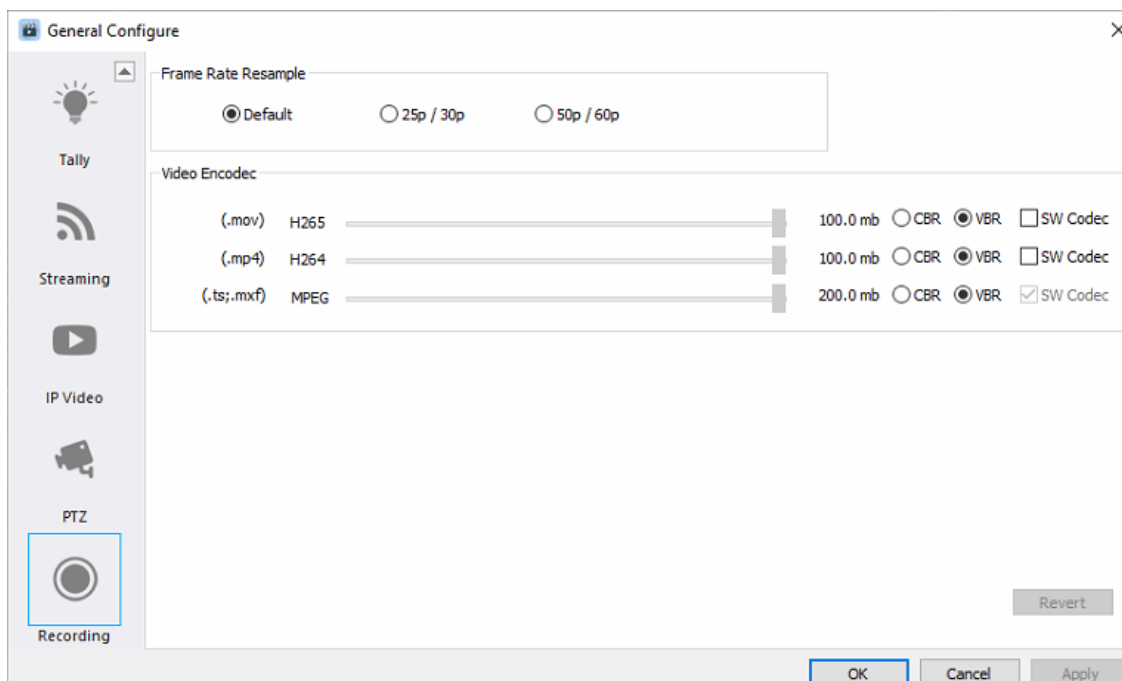 General Configure
Tally
Streaming
IP Video
PTZ
Recording
Frame Rate Resample
Default 25p / 30p 50p / 60p
Video Encodec
(.mov) H265 100.0 mb CBR VBR SW Codec
(.mp4) H264 100.0 mb CBR VBR SW Codec
(.ts;.mxf) MPEG 200.0 mb CBR VBR SW Codec
Revert
OK Cancel Apply